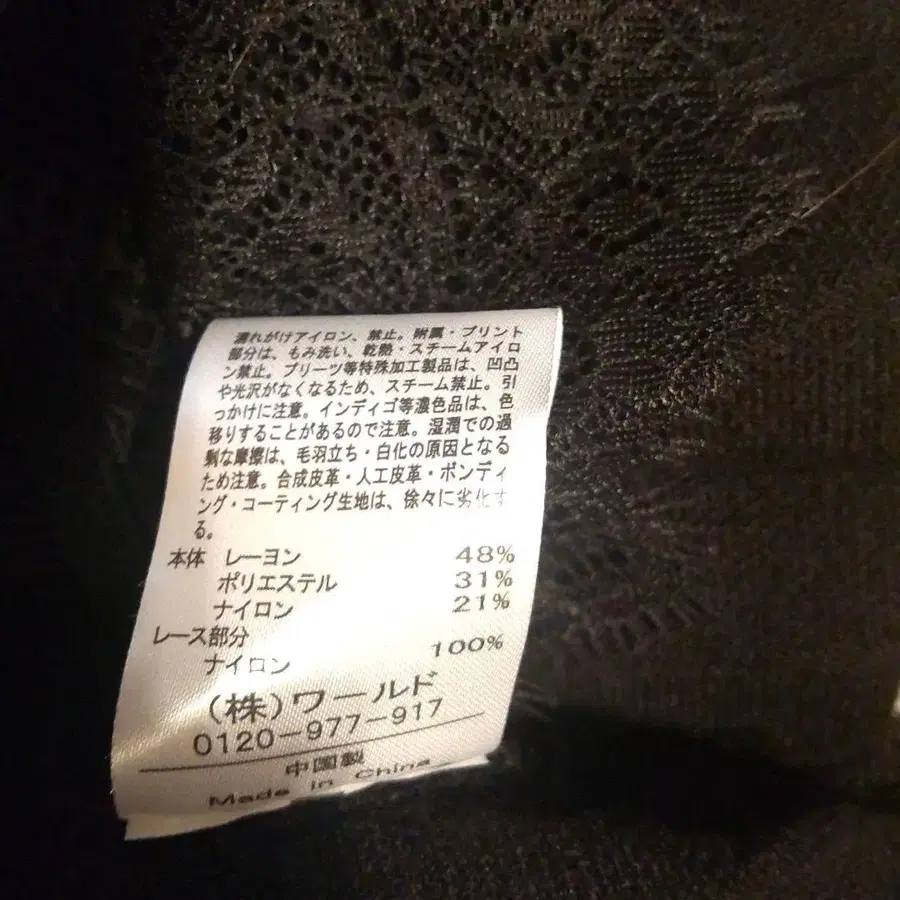 濡れがけアイロン、禁止。附属・プリント
部分は、もみ洗い、乾熱・スチームアイロ
ン禁止。プリーツ等特殊加工製品は、凹凸
や光沢がなくなるため、スチーム禁止。引
っかけに注意。インディゴ等濃色品は、色
移りすることがあるので注意。湿潤での過
剰な摩擦は、毛羽立ち・白化の原因となる
ため注意。合成皮革・人工皮革・ボンディ
ング・コーティング生地は、徐々に劣化す
る。
本体 レーヨン 48%
ポリエステル 31%
ナイロン 21%
レース部分
ナイロン 100%
(株)ワールド
0120-977-917
中国製
Made in China